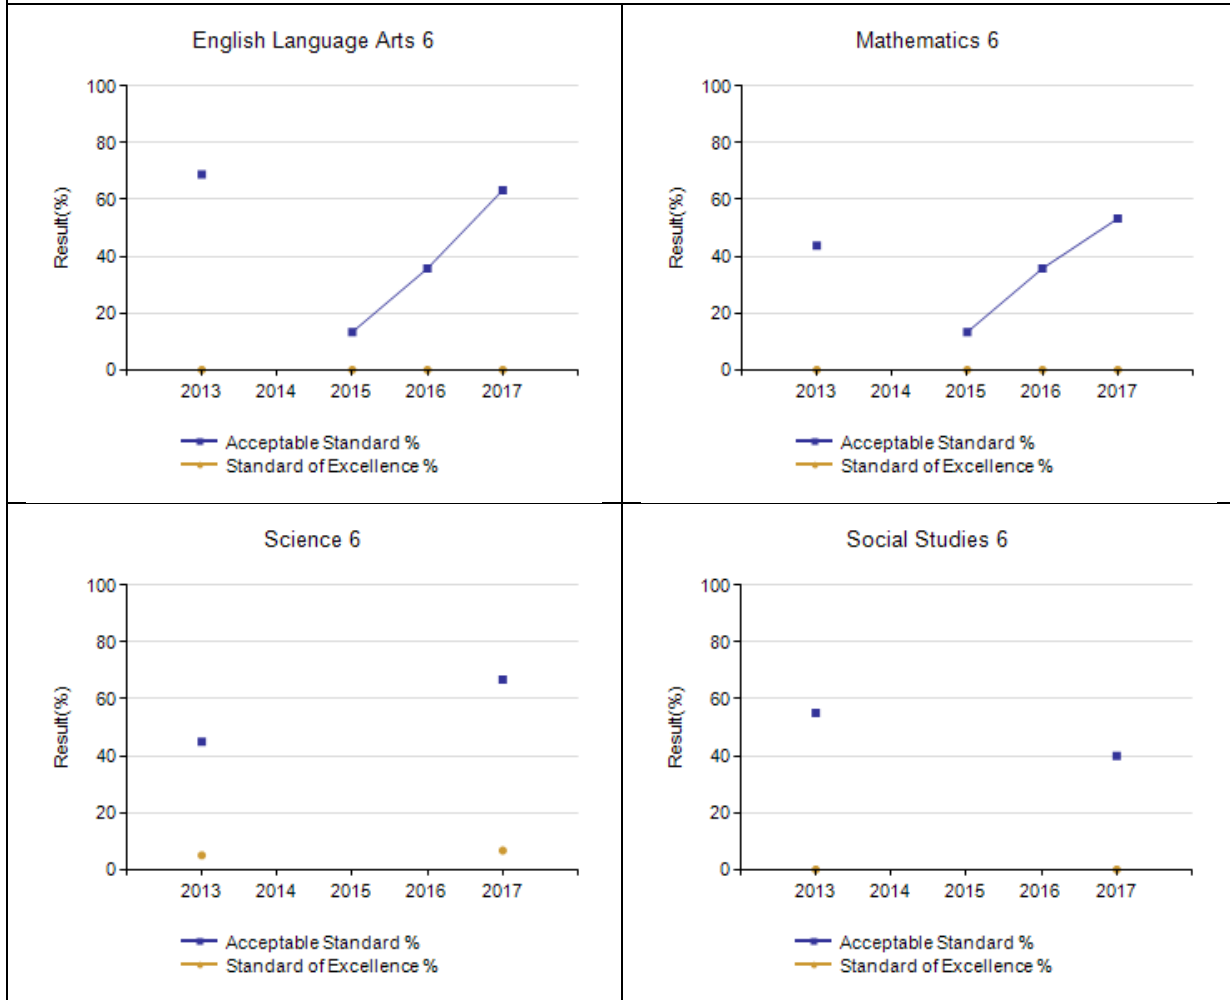 English Language Arts 6
100
80
60
40
20
0
Result(%)
2013 2014 2015 2016 2017
Acceptable Standard %
Standard of Excellence %
Mathematics 6
100
80
60
40
20
0
Result(%)
2013 2014 2015 2016 2017
Acceptable Standard %
Standard of Excellence %
Science 6
100
80
60
40
20
0
Result(%)
2013 2014 2015 2016 2017
Acceptable Standard %
Standard of Excellence %
Social Studies 6
100
80
60
40
20
0
Result(%)
2013 2014 2015 2016 2017
Acceptable Standard %
Standard of Excellence %